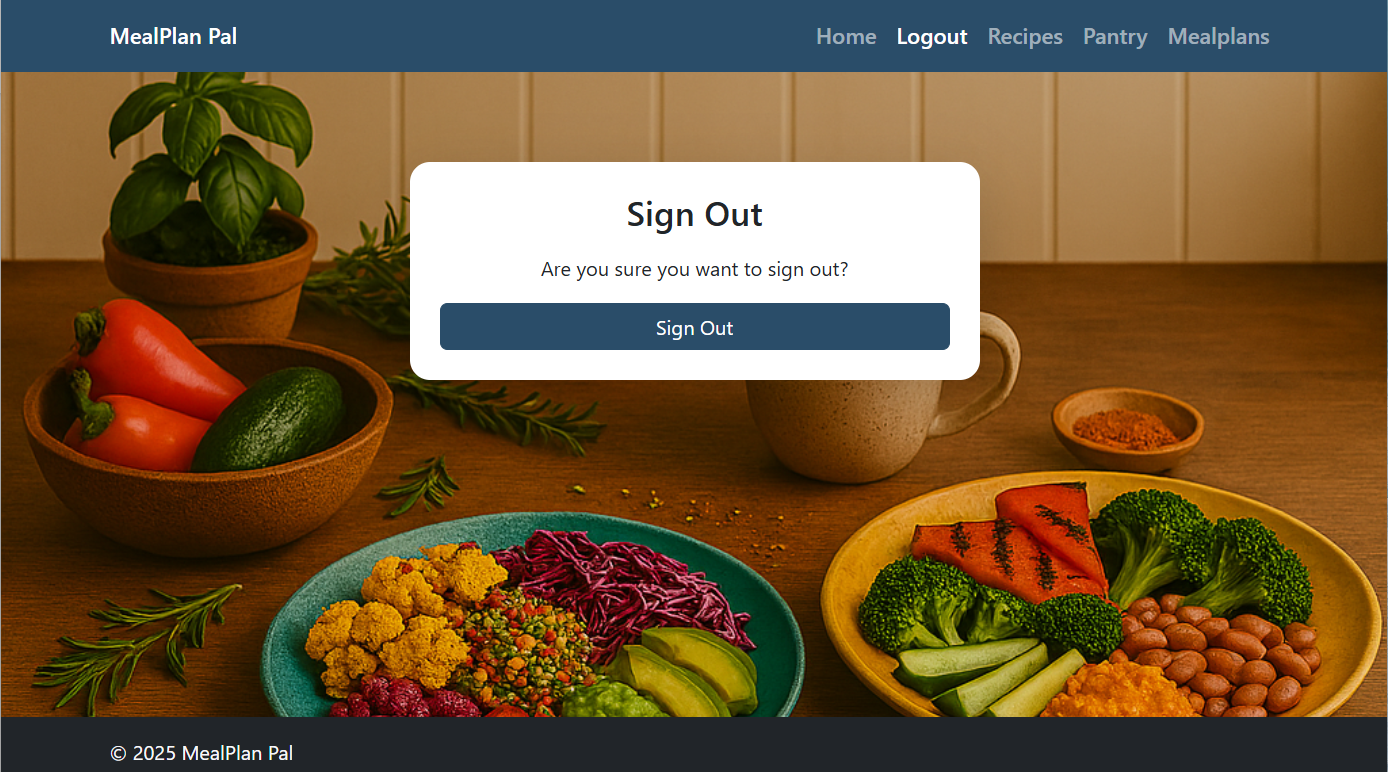 MealPlan Pal
Home Logout Recipes Pantry Mealplans
Sign Out
Are you sure you want to sign out?
Sign Out
© 2025 MealPlan Pal